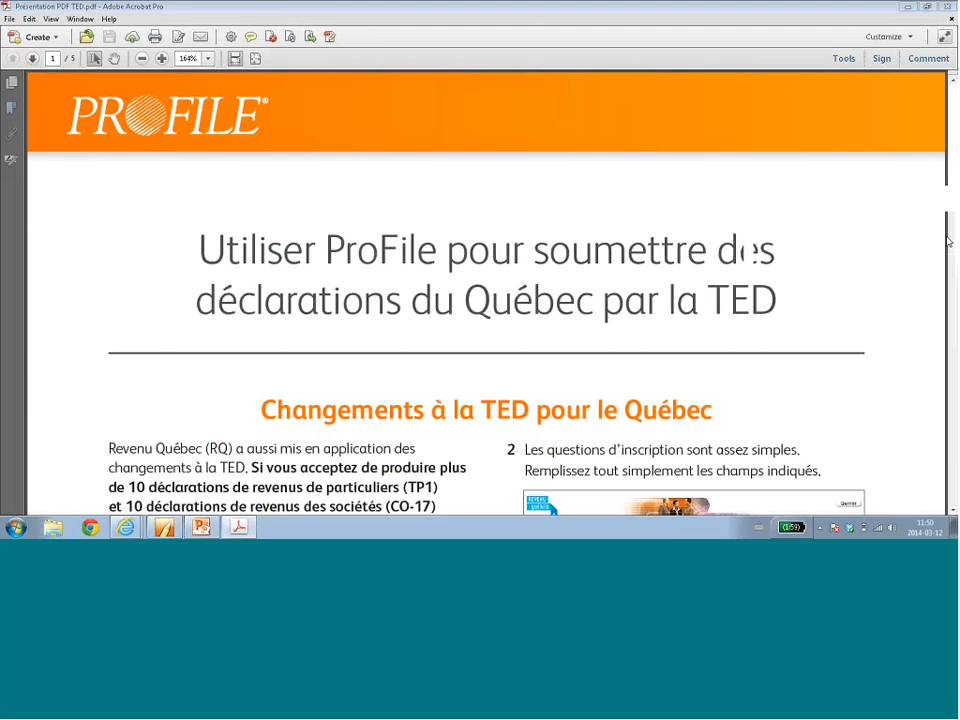 Présentation PDF TED.pdf - Adobe Acrobat Pro
File Edit View Window Help
Create
Customize
1 / 5
164%
Tools Sign Comment
PROFILE®
Utiliser ProFile pour soumettre des
déclarations du Québec par la TED
Changements à la TED pour le Québec
Revenu Québec (RQ) a aussi mis en application des
changements à la TED. Si vous acceptez de produire plus
de 10 déclarations de revenus de particuliers (TP1)
et 10 déclarations de revenus des sociétés (CO-17)
2 Les questions d'inscription sont assez simples.
Remplissez tout simplement les champs indiqués.
REVENU
QUÉBEC
(1:59)
11:50
2014-03-12